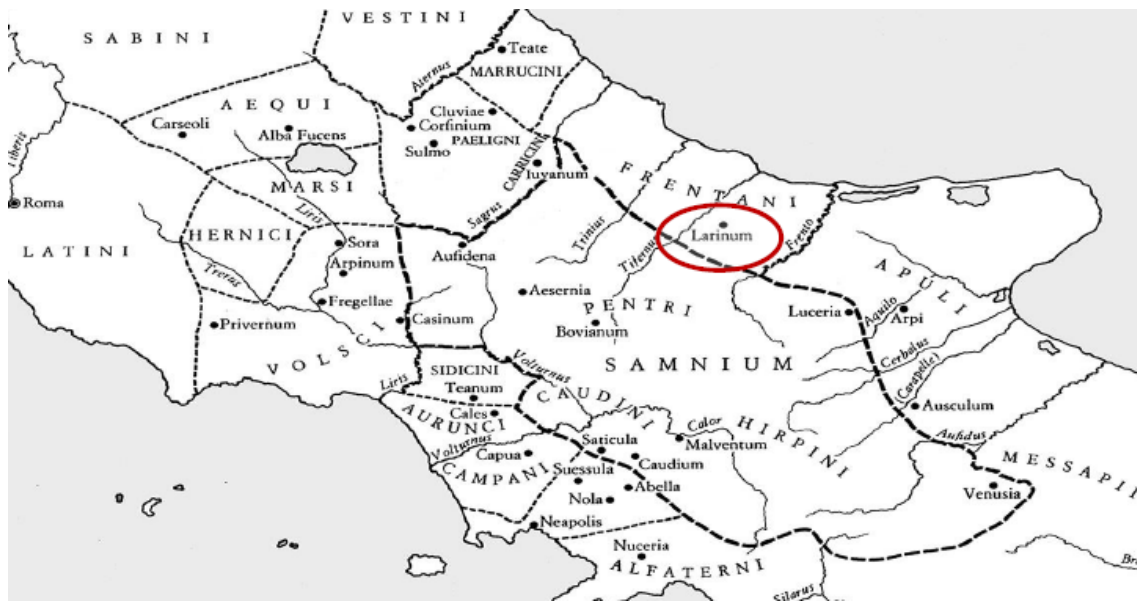 VESTINI
SABINI
Teate
MARRUCINI
Aternus
AEQUI
Cluviae
Carseoli
Alba Fucens
Corfinium
PAELIGNI
Sulmo
CARRICINI
Iuvanum
Tiberis
MARSI
FRENTANI
Roma
Liris
Sagrus
HERNICI
Sora
Larinum
LATINI
Aufidena
Trinius
Tifernus
Frento
Arpinum
Trerus
Fregellae
Aesernia
PENTRI
APULI
Privernum
Casinum
Bovianum
Luceria
Aquilo
Arpi
VOLSCI
SAMNIUM
Cerbalus
(Carapelle)
Volturnus
SIDICINI
Liris
Teanum
CAUDINI
AURUNCI
Cales
Ausculum
Calor
HIRPINI
Volturnus
Saticula
Malventum
Aufidus
Capua
Caudium
MESSAPII
CAMPANI
Suessula
Abella
Venusia
Nola
Neapolis
Nuceria
ALFATERNI
Silarus
Br